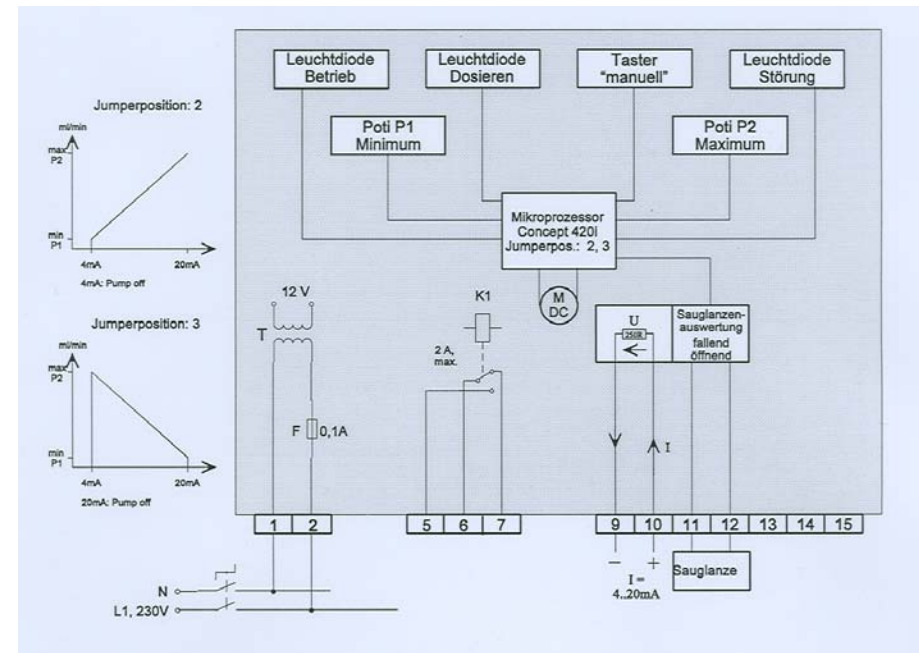 Leuchtdiode
Betrieb
Leuchtdiode
Dosieren
Taster
“manuell”
Leuchtdiode
Störung
Poti P1
Minimum
Poti P2
Maximum
Mikroprozessor
Concept 420i
Jumperpos.: 2, 3
Jumperposition: 2
ml/min
max
P2
min
P1
4mA
20mA
4mA: Pump off
Jumperposition: 3
ml/min
max
P2
min
P1
4mA
20mA
20mA: Pump off
12 V
T
F
0,1A
K1
2 A,
max.
M
DC
U
250R
I
Sauglanzen-
auswertung
fallend
öffnend
1 2 5 6 7 9 10 11 12 13 14 15
N
L1, 230V
− +
I =
4..20mA
Sauglanze